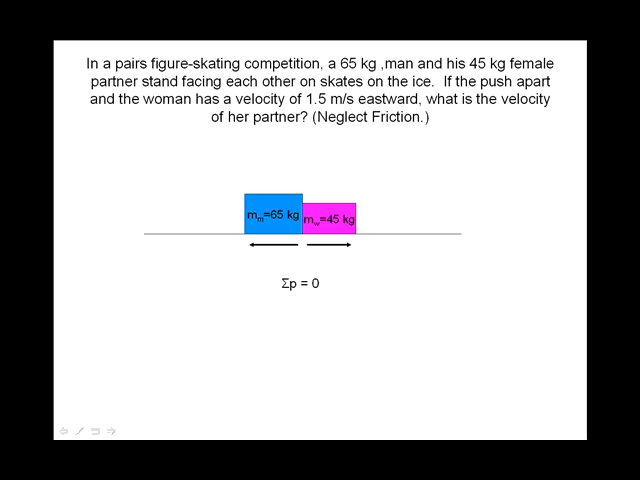 In a pairs figure-skating competition, a 65 kg ,man and his 45 kg female
partner stand facing each other on skates on the ice.  If the push apart
and the woman has a velocity of 1.5 m/s eastward, what is the velocity
of her partner? (Neglect Friction.)
mm=65 kg
mw=45 kg
Σp = 0